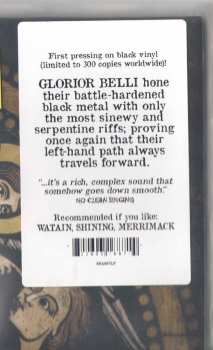 First pressing on black vinyl
(limited to 300 copies worldwide)!
GLORIOR BELLI hone
their battle-hardened
black metal with only
the most sinewy and
serpentine riffs; proving
once again that their
left-hand path always
travels forward.
"...it's a rich, complex sound that
somehow goes down smooth."
NO CLEAN SINGING
Recommended if you like:
WATAIN, SHINING, MERRIMACK